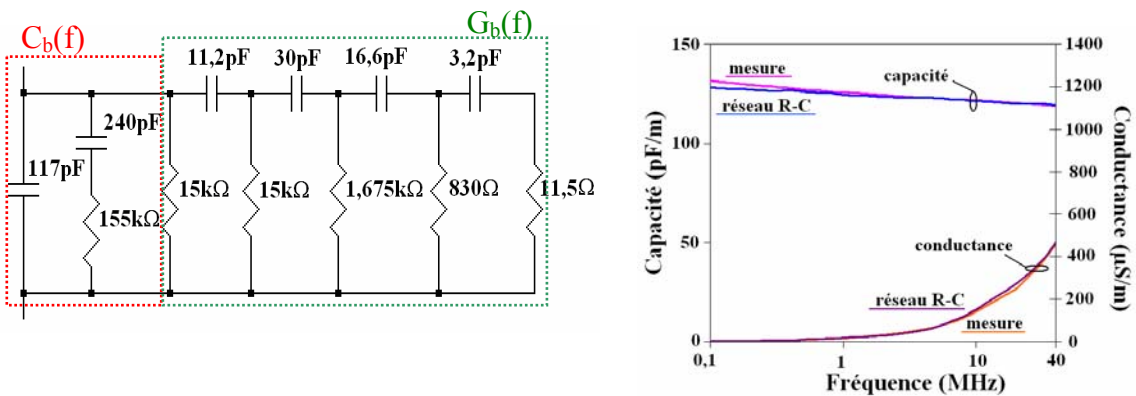 C_b(f)
G_b(f)
11,2pF
30pF
16,6pF
3,2pF
240pF
117pF
155kΩ
15kΩ
15kΩ
1,675kΩ
830Ω
11,5Ω
150
100
50
0
Capacité (pF/m)
mesure
réseau R-C
capacité
conductance
réseau R-C
mesure
1400
1200
1000
800
600
400
200
0
Conductance (µS/m)
0,1
1
10
40
Fréquence (MHz)